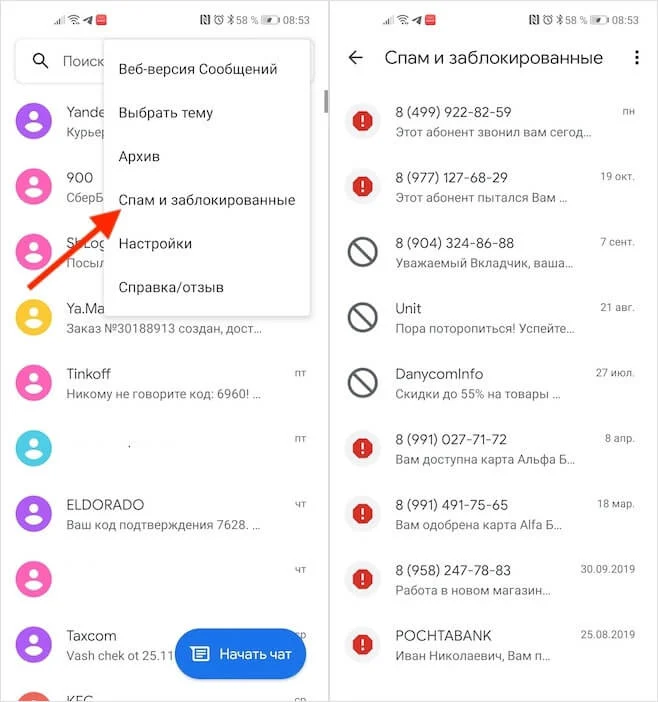 58 % 08:53
Поиск
Веб-версия Сообщений
Выбрать тему
Архив
Спам и заблокированные
Настройки
Справка/отзыв
Yande
Курье
900
СберБ
ShLog
Посыл
Ya.Ma
Заказ №30188913 создан, дост...
Tinkoff
пт
Никому не говорите код: 6960! ...
пт
ELDORADO
чт
Ваш код подтверждения 7628. ...
чт
Taxcom
ср
Vash chek ot 25.11
Начать чат
KFC
ср
58 % 08:53
Спам и заблокированные
8 (499) 922-82-59
пн
Этот абонент звонил вам сегод...
8 (977) 127-68-29
19 окт.
Этот абонент пытался Вам ...
8 (904) 324-86-88
7 сент.
Уважаемый Вкладчик, ваша...
Unit
21 авг.
Пора поторопиться! Успейте...
DanycomInfo
27 июл.
Скидки до 55% на товары ...
8 (991) 027-71-72
8 апр.
Вам доступна карта Альфа Б...
8 (991) 491-75-65
18 мар.
Вам одобрена карта Alfa Б...
8 (958) 247-78-83
30.09.2019
Работа в новом магазин...
POCHTABANK
25.08.2019
Иван Николаевич, Вам п...